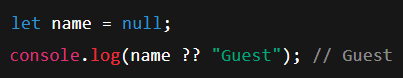 let name = null;
console.log(name ?? "Guest"); // Guest